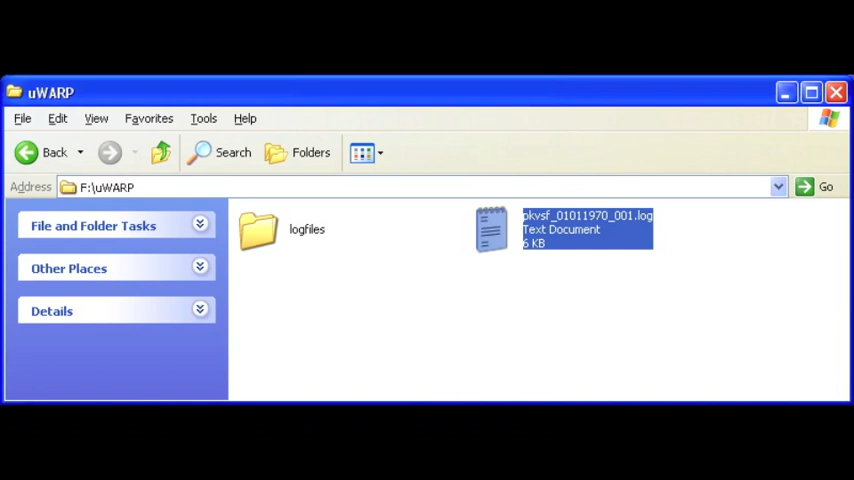 uWARP
File Edit View Favorites Tools Help
Back Search Folders
Address F:\uWARP Go
File and Folder Tasks
Other Places
Details
logfiles
pkvsf_01011970_001.log
Text Document
6 KB